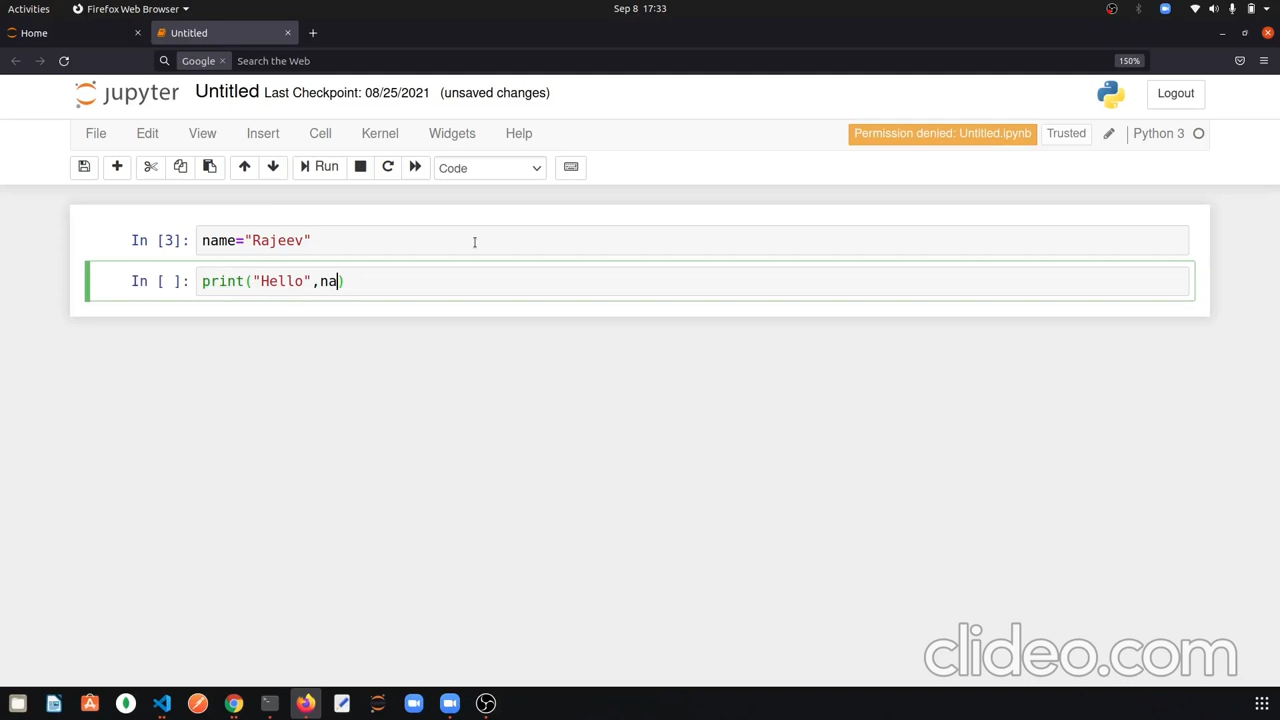 Activities Firefox Web Browser Sep 8 17:33
Home Untitled
Google Search the Web 150%
jupyter Untitled Last Checkpoint: 08/25/2021 (unsaved changes) Logout
File Edit View Insert Cell Kernel Widgets Help Permission denied: Untitled.ipynb Trusted Python 3
Run Code
In [3]: name="Rajeev"
In [ ]: print("Hello",na)
clideo.com